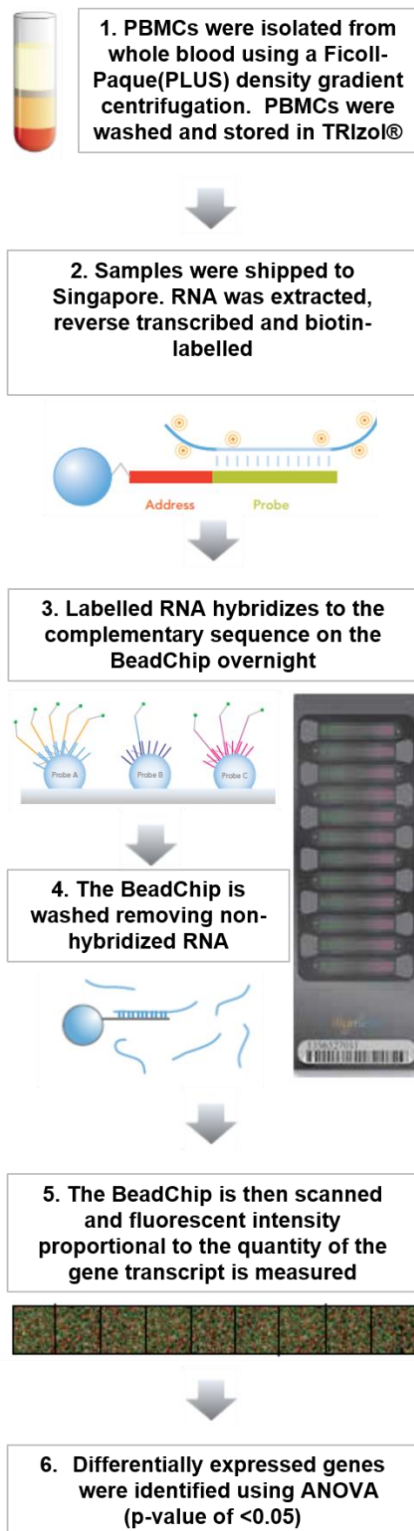 1. PBMCs were isolated from
whole blood using a Ficoll-
Paque(PLUS) density gradient
centrifugation. PBMCs were
washed and stored in TRIzol®
2. Samples were shipped to
Singapore. RNA was extracted,
reverse transcribed and biotin-
labelled
Address Probe
3. Labelled RNA hybridizes to the
complementary sequence on the
BeadChip overnight
Probe A Probe B Probe C
4. The BeadChip is
washed removing non-
hybridized RNA
5. The BeadChip is then scanned
and fluorescent intensity
proportional to the quantity of the
gene transcript is measured
6. Differentially expressed genes
were identified using ANOVA
(p-value of <0.05)